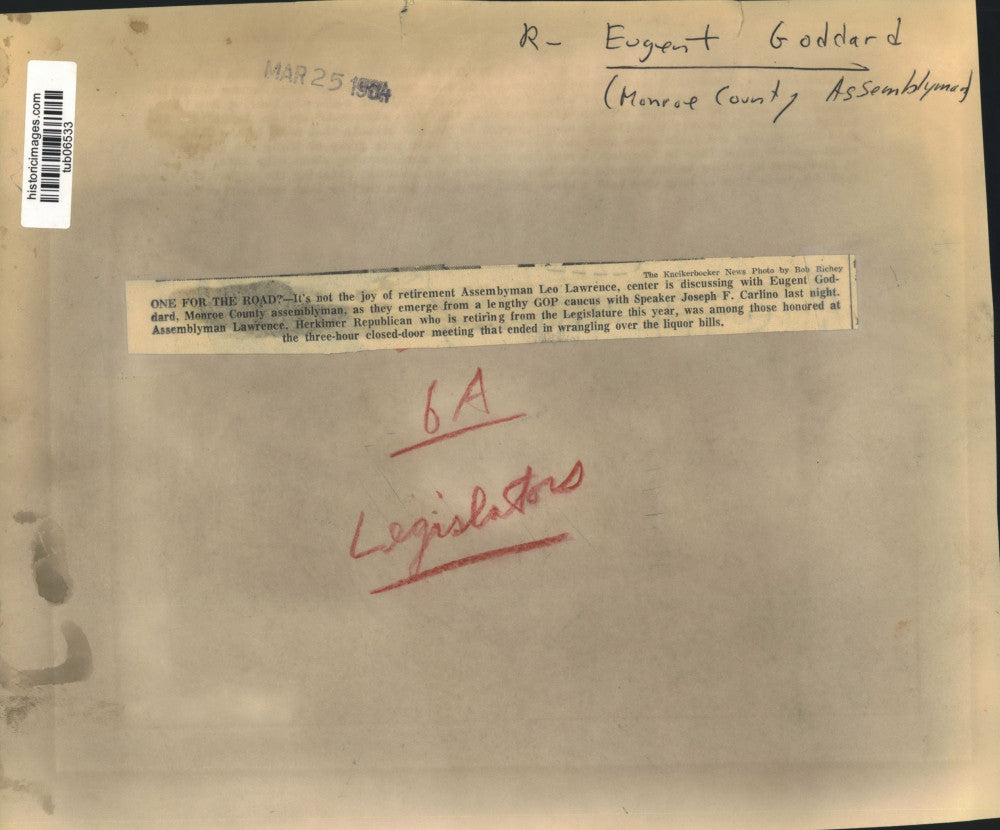 R- Eugent Goddard
(Monroe County Assemblyman)
MAR 25 1964
historicimages.com
tub06533
The Kncikerbocker News Photo by Bob Richey
ONE FOR THE ROAD?—It's not the joy of retirement Assembyman Leo Lawrence, center is discussing with Eugent God-
dard, Monroe County assemblyman, as they emerge from a lengthy GOP caucus with Speaker Joseph F. Carlino last night.
Assemblyman Lawrence, Herkimer Republican who is retiring from the Legislature this year, was among those honored at
the three-hour closed-door meeting that ended in wrangling over the liquor bills.
6A
Legislators